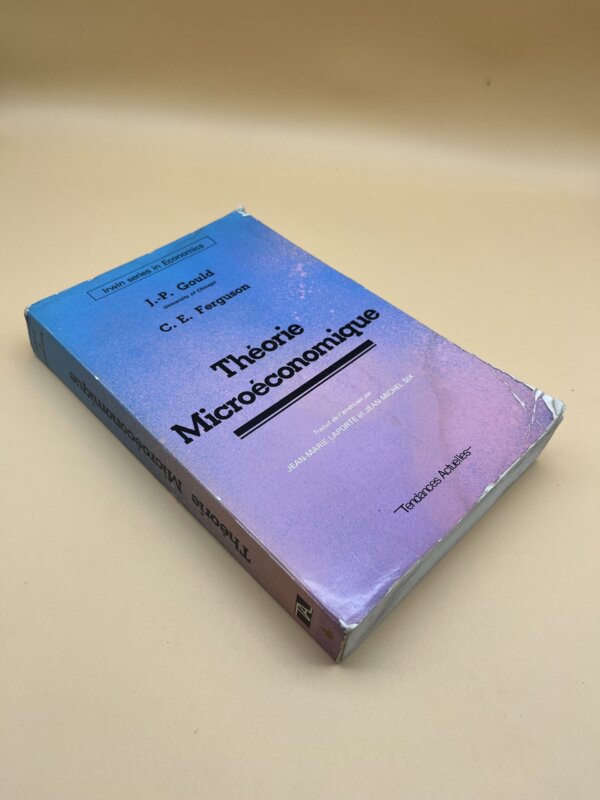 Irwin series in Economics
J.-P. Gould
University of Chicago
C. E. Ferguson
Théorie
Microéconomique
Traduit de l'américain par
JEAN-MARIE LAPORTE et JEAN-MICHEL SIX
Tendances Actuelles
Théorie Microéconomique